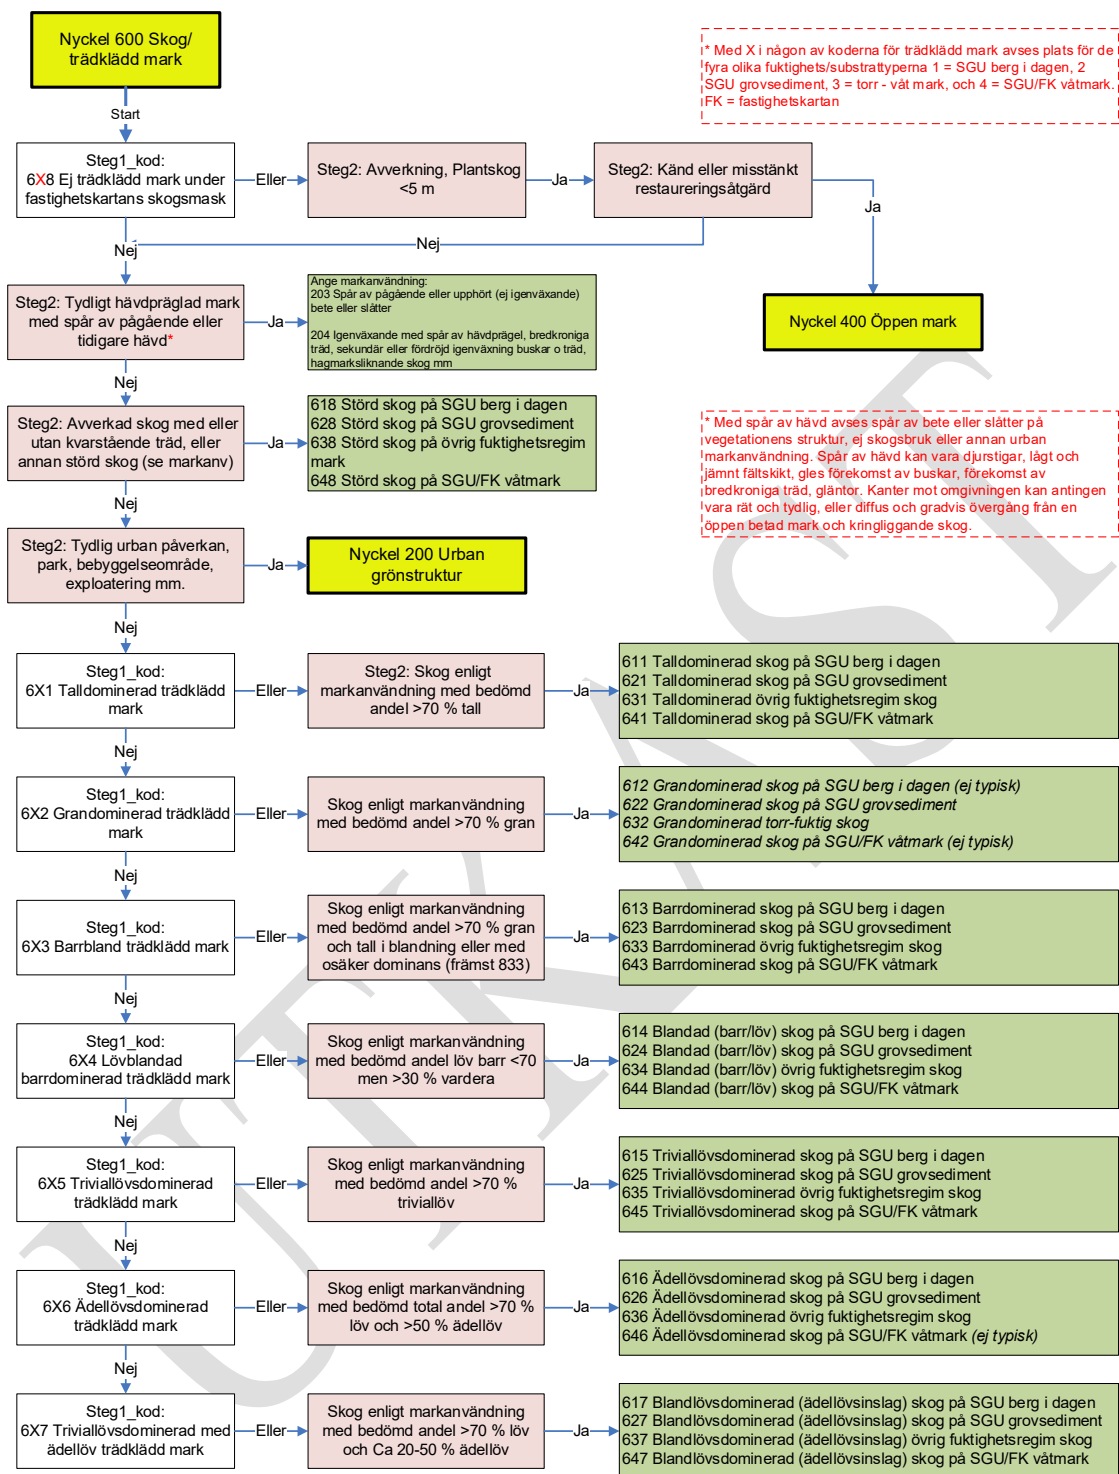 Nyckel 600 Skog/
trädklädd mark
* Med X i någon av koderna för trädklädd mark avses plats för de
fyra olika fuktighets/substrattyperna 1 = SGU berg i dagen, 2
SGU grovsediment, 3 = torr - våt mark, och 4 = SGU/FK våtmark.
FK = fastighetskartan
Start
Steg1_kod:
6X8 Ej trädklädd mark under
fastighetskartans skogsmask
Eller
Steg2: Avverkning, Plantskog
<5 m
Ja
Steg2: Känd eller misstänkt
restaureringsåtgärd
Ja
Nej
Nej
Nyckel 400 Öppen mark
Steg2: Tydligt hävdpräglad mark
med spår av pågående eller
tidigare hävd*
Ja
Ange markanvändning:
203 Spår av pågående eller upphört (ej igenväxande)
bete eller slåtter
204 Igenväxande med spår av hävdprägel, bredkroniga
träd, sekundär eller fördröjd igenväxning buskar o träd,
hagmarksliknande skog mm
Nej
Steg2: Avverkad skog med eller
utan kvarstående träd, eller
annan störd skog (se markanv)
Ja
618 Störd skog på SGU berg i dagen
628 Störd skog på SGU grovsediment
638 Störd skog på övrig fuktighetsregim
mark
648 Störd skog på SGU/FK våtmark
* Med spår av hävd avses spår av bete eller slåtter på
vegetationens struktur, ej skogsbruk eller annan urban
markanvändning. Spår av hävd kan vara djurstigar, lågt och
jämnt fältskikt, gles förekomst av buskar, förekomst av
bredkroniga träd, gläntor. Kanter mot omgivningen kan antingen
vara rät och tydlig, eller diffus och gradvis övergång från en
öppen betad mark och kringliggande skog.
Nej
Steg2: Tydlig urban påverkan,
park, bebyggelseområde,
exploatering mm.
Ja
Nyckel 200 Urban
grönstruktur
Nej
Steg1_kod:
6X1 Talldominerad trädklädd
mark
Eller
Steg2: Skog enligt
markanvändning med bedömd
andel >70 % tall
Ja
611 Talldominerad skog på SGU berg i dagen
621 Talldominerad skog på SGU grovsediment
631 Talldominerad övrig fuktighetsregim skog
641 Talldominerad skog på SGU/FK våtmark
Nej
Steg1_kod:
6X2 Grandominerad trädklädd
mark
Eller
Skog enligt markanvändning
med bedömd andel >70 % gran
Ja
612 Grandominerad skog på SGU berg i dagen (ej typisk)
622 Grandominerad skog på SGU grovsediment
632 Grandominerad torr-fuktig skog
642 Grandominerad skog på SGU/FK våtmark (ej typisk)
Nej
Steg1_kod:
6X3 Barrbland trädklädd mark
Eller
Skog enligt markanvändning
med bedömd andel >70 % gran
och tall i blandning eller med
osäker dominans (främst 833)
Ja
613 Barrdominerad skog på SGU berg i dagen
623 Barrdominerad skog på SGU grovsediment
633 Barrdominerad övrig fuktighetsregim skog
643 Barrdominerad skog på SGU/FK våtmark
Nej
Steg1_kod:
6X4 Lövblandad
barrdominerad trädklädd mark
Eller
Skog enligt markanvändning
med bedömd andel löv barr <70
men >30 % vardera
Ja
614 Blandad (barr/löv) skog på SGU berg i dagen
624 Blandad (barr/löv) skog på SGU grovsediment
634 Blandad (barr/löv) övrig fuktighetsregim skog
644 Blandad (barr/löv) skog på SGU/FK våtmark
Nej
Steg1_kod:
6X5 Triviallövsdominerad
trädklädd mark
Eller
Skog enligt markanvändning
med bedömd andel >70 %
triviallöv
Ja
615 Triviallövsdominerad skog på SGU berg i dagen
625 Triviallövsdominerad skog på SGU grovsediment
635 Triviallövsdominerad övrig fuktighetsregim skog
645 Triviallövsdominerad skog på SGU/FK våtmark
Nej
Steg1_kod:
6X6 Ädellövsdominerad
trädklädd mark
Eller
Skog enligt markanvändning
med bedömd total andel >70 %
löv och >50 % ädellöv
Ja
616 Ädellövsdominerad skog på SGU berg i dagen
626 Ädellövsdominerad skog på SGU grovsediment
636 Ädellövsdominerad övrig fuktighetsregim skog
646 Ädellövsdominerad skog på SGU/FK våtmark (ej typisk)
Nej
Steg1_kod:
6X7 Triviallövsdominerad med
ädellöv trädklädd mark
Eller
Skog enligt markanvändning
med bedömd andel >70 % löv
och Ca 20-50 % ädellöv
Ja
617 Blandlövsdominerad (ädellövsinslag) skog på SGU berg i dagen
627 Blandlövsdominerad (ädellövsinslag) skog på SGU grovsediment
637 Blandlövsdominerad (ädellövsinslag) övrig fuktighetsregim skog
647 Blandlövsdominerad (ädellövsinslag) skog på SGU/FK våtmark
UTKAST